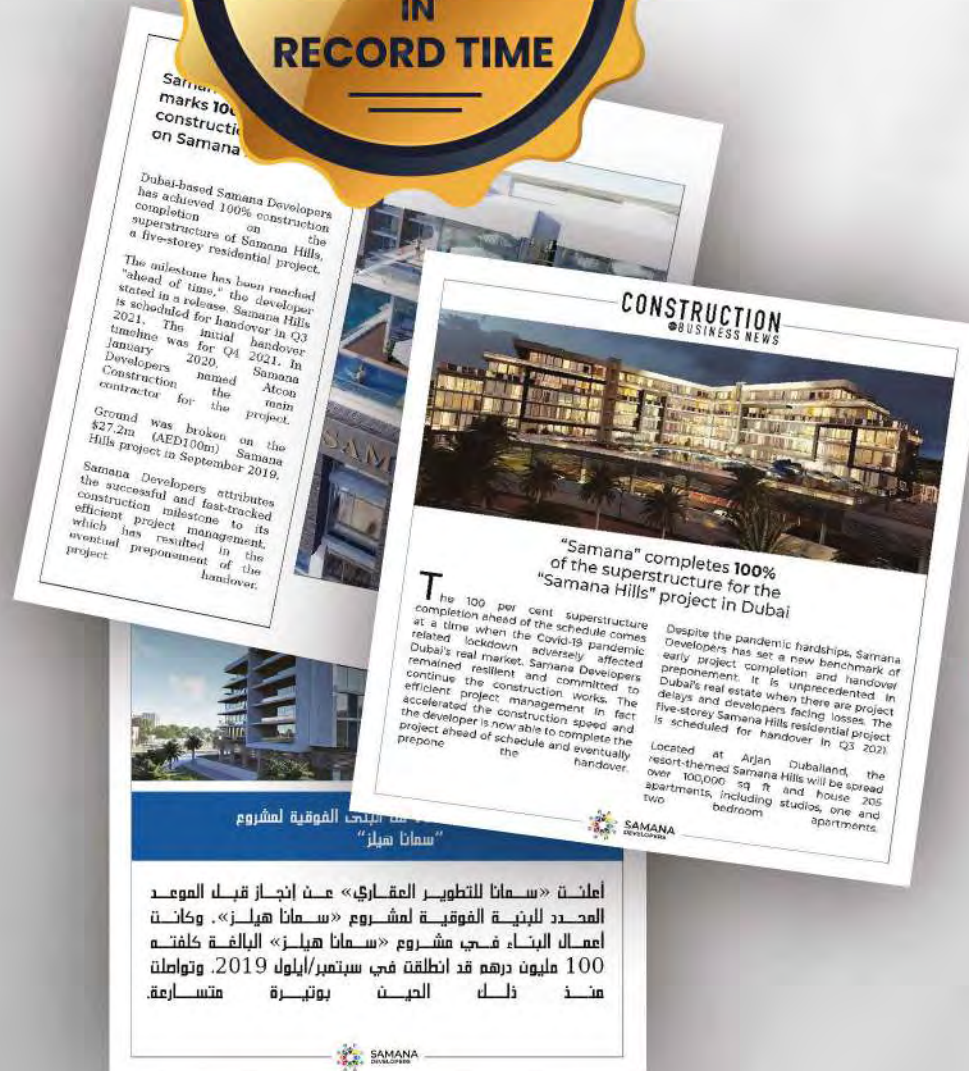 IN
RECORD TIME
marks
constructi
on Samana
Dubai-based Samana Developers
has achieved 100% construction
completion on the
superstructure of Samana Hills,
a five-storey residential project.
The milestone has been reached
"ahead of time," the developer
stated in a release. Samana Hills
is scheduled for handover in Q3
2021. The initial handover
timeline was for Q4 2021. In
January 2020, Samana
Developers named Atcon
Construction the main
contractor for the project.
Ground was broken on the
$27.2m (AED100m) Samana
Hills project in September 2019.
Samana Developers attributes
the successful and fast-tracked
construction milestone to its
efficient project management,
which has resulted in the
eventual preponement of the
project handover.
SAM
CONSTRUCTION
BUSINESS NEWS
"Samana" completes 100%
of the superstructure for the
"Samana Hills" project in Dubai
The 100 per cent superstructure
completion ahead of the schedule comes
at a time when the Covid-19 pandemic
related lockdown adversely affected
Dubai's real market. Samana Developers
remained resilient and committed to
continue the construction works. The
efficient project management in fact
accelerated the construction speed and
the developer is now able to complete the
project ahead of schedule and eventually
prepone the handover.
Despite the pandemic hardships, Samana
Developers has set a new benchmark of
early project completion and handover
preponement. It is unprecedented in
Dubai's real estate when there are project
delays and developers facing losses. The
five-storey Samana Hills residential project
is scheduled for handover in Q3 2021.
Located at Arjan Dubailand, the
resort-themed Samana Hills will be spread
over 100,000 sq ft and house 205
apartments, including studios, one and
two bedroom apartments.
SAMANA
DEVELOPERS
البنى الفوقية لمشروع
“سمانا هيلز”
أعلنت «سمانا للتطوير العقاري» عن إنجاز قبل الموعد
المحدد للبنية الفوقية لمشروع «سمانا هيلز». وكانت
أعمال البناء في مشروع «سمانا هيلز» البالغة كلفته
100 مليون درهم قد انطلقت في سبتمبر/أيلول 2019. وتواصلت
منذ ذلك الحين بوتيرة متسارعة.
SAMANA
DEVELOPERS